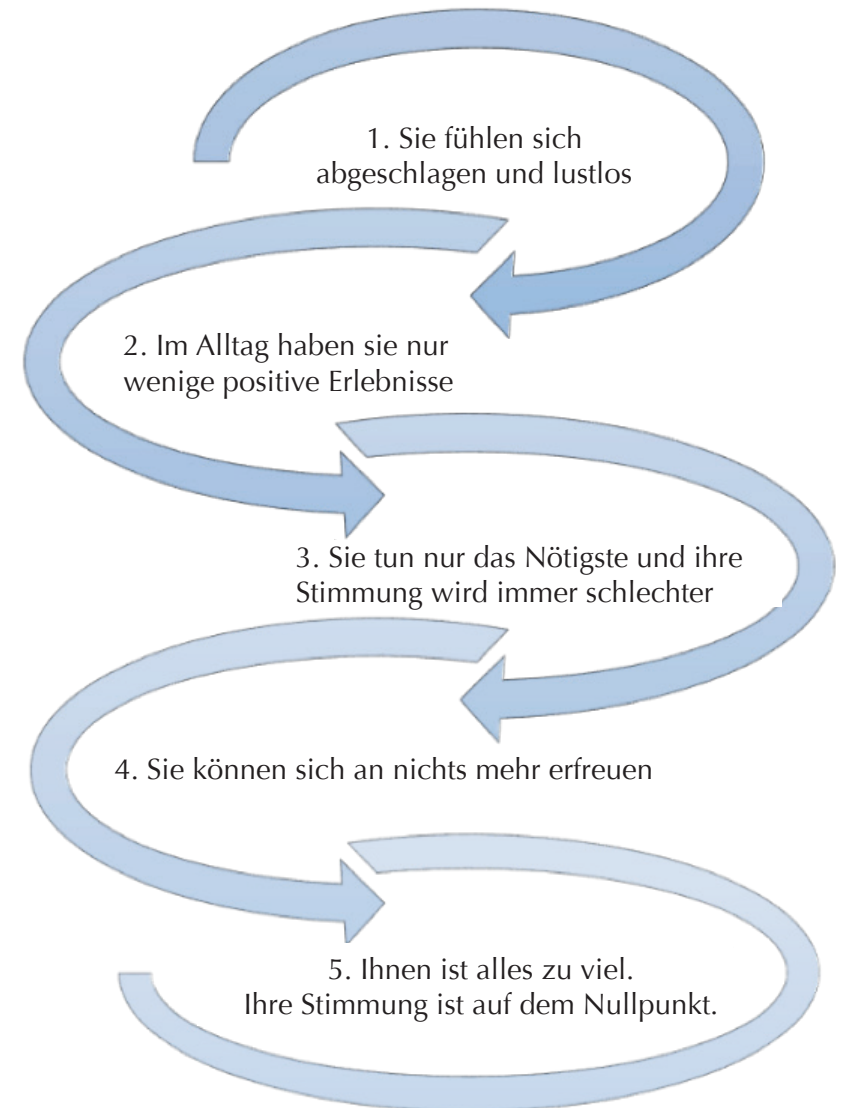 1. Sie fühlen sich
abgeschlagen und lustlos
2. Im Alltag haben sie nur
wenige positive Erlebnisse
3. Sie tun nur das Nötigste und ihre
Stimmung wird immer schlechter
4. Sie können sich an nichts mehr erfreuen
5. Ihnen ist alles zu viel.
Ihre Stimmung ist auf dem Nullpunkt.